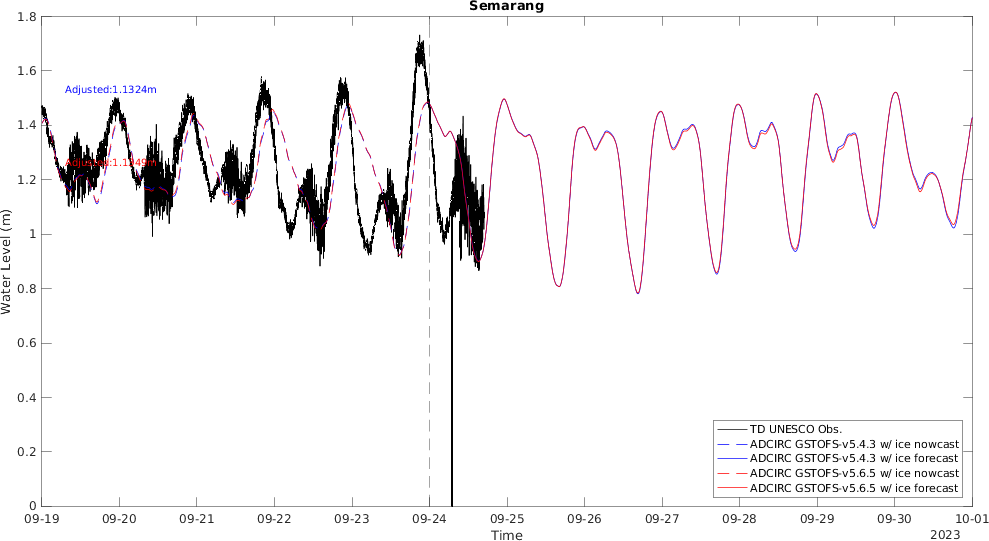 Semarang
1.8
1.6
1.4
1.2
1
0.8
0.6
0.4
0.2
0
Water Level (m)
Adjusted:1.1324m
09-19
09-20
09-21
09-22
09-23
09-24
09-25
09-26
09-27
09-28
09-29
09-30
10-01
Time
2023
TD UNESCO Obs.
ADCIRC GSTOFS-v5.4.3 w/ ice nowcast
ADCIRC GSTOFS-v5.4.3 w/ ice forecast
ADCIRC GSTOFS-v5.6.5 w/ ice nowcast
ADCIRC GSTOFS-v5.6.5 w/ ice forecast